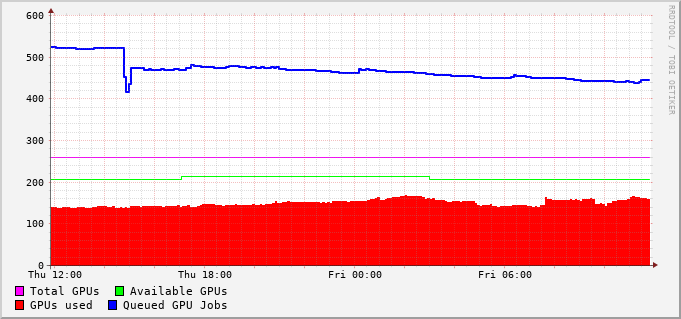 RRDTOOL / TOBI OETIKER
600
500
400
300
200
100
0
Thu 12:00 Thu 18:00 Fri 00:00 Fri 06:00
Total GPUs Available GPUs
GPUs used Queued GPU Jobs